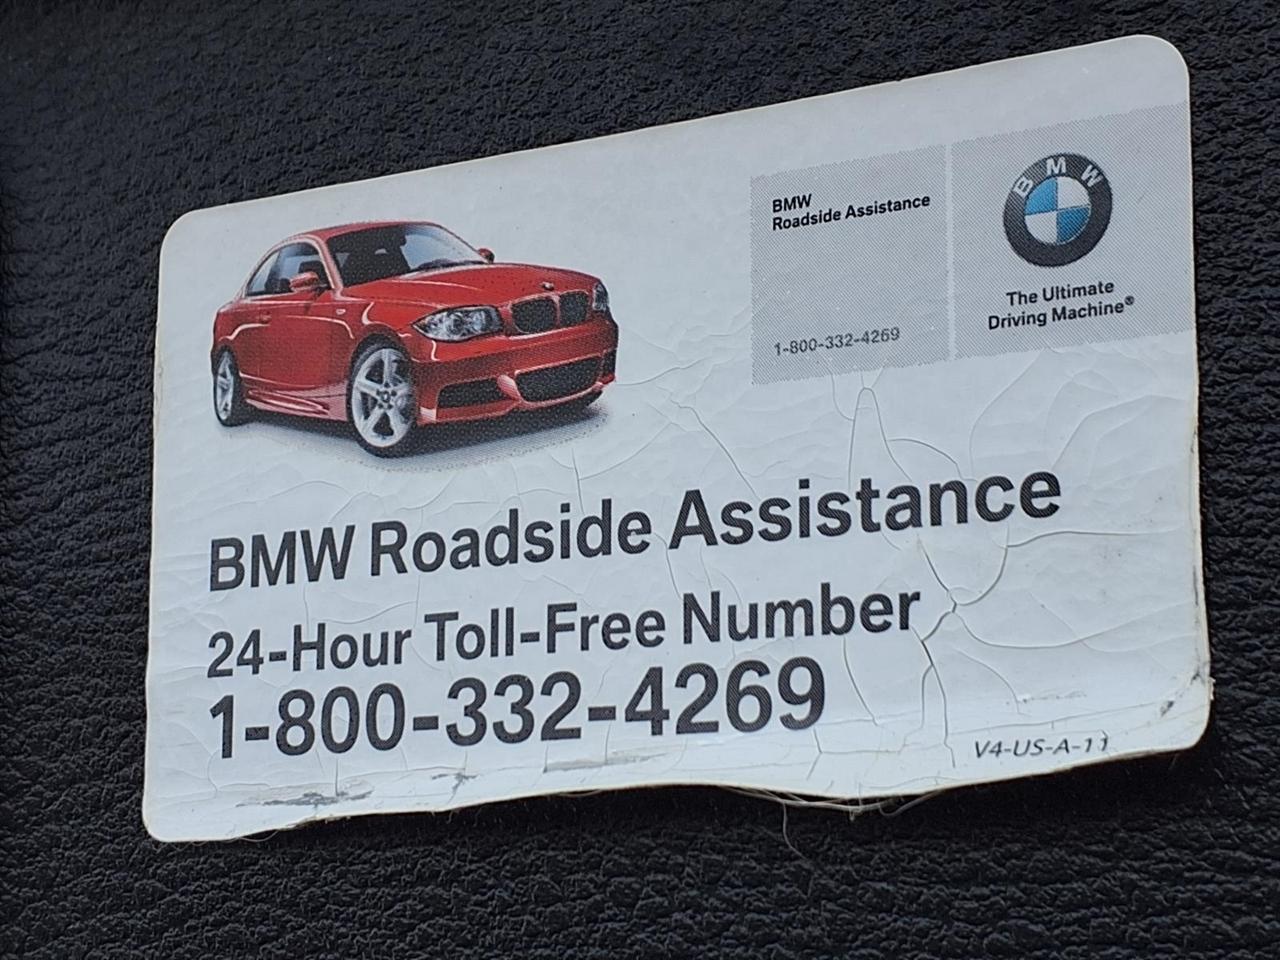 BMW
Roadside Assistance
1-800-332-4269
BMW
The Ultimate
Driving Machine®
BMW Roadside Assistance
24-Hour Toll-Free Number
1-800-332-4269
V4-US-A-11